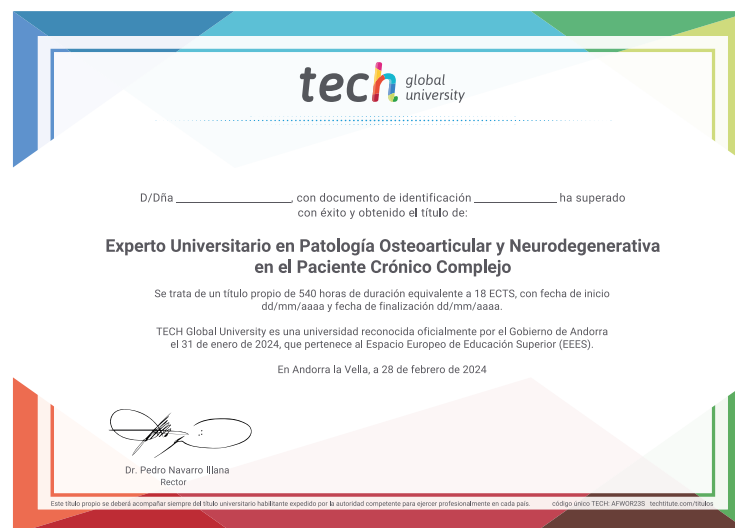 tech global
university
D/Dña ____________, con documento de identificación ____________ ha superado
con éxito y obtenido el título de:
Experto Universitario en Patología Osteoarticular y Neurodegenerativa
en el Paciente Crónico Complejo
Se trata de un título propio de 540 horas de duración equivalente a 18 ECTS, con fecha de inicio
dd/mm/aaaa y fecha de finalización dd/mm/aaaa.
TECH Global University es una universidad reconocida oficialmente por el Gobierno de Andorra
el 31 de enero de 2024, que pertenece al Espacio Europeo de Educación Superior (EEES).
En Andorra la Vella, a 28 de febrero de 2024
Dr. Pedro Navarro Illana
Rector
Este título propio se deberá acompañar siempre del título universitario habilitante expedido por la autoridad competente para ejercer profesionalmente en cada país. código único TECH: AFWOR23S techtitute.com/títulos